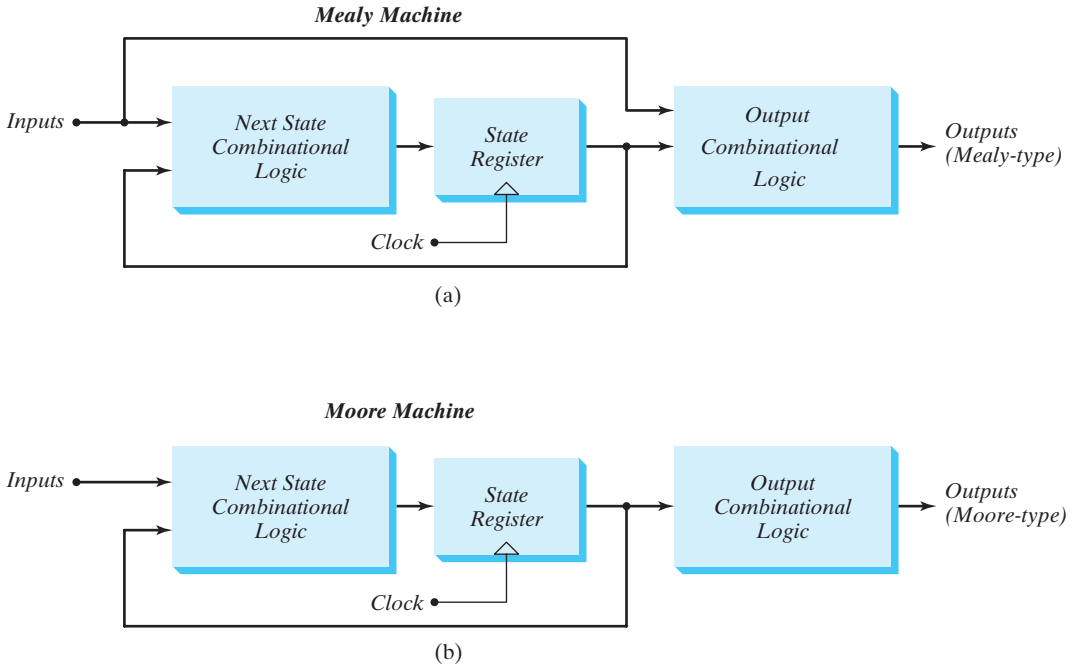 Mealy Machine
Inputs
Next State
Combinational
Logic
State
Register
Output
Combinational
Logic
Outputs
(Mealy-type)
Clock
(a)
Moore Machine
Inputs
Next State
Combinational
Logic
State
Register
Output
Combinational
Logic
Outputs
(Moore-type)
Clock
(b)